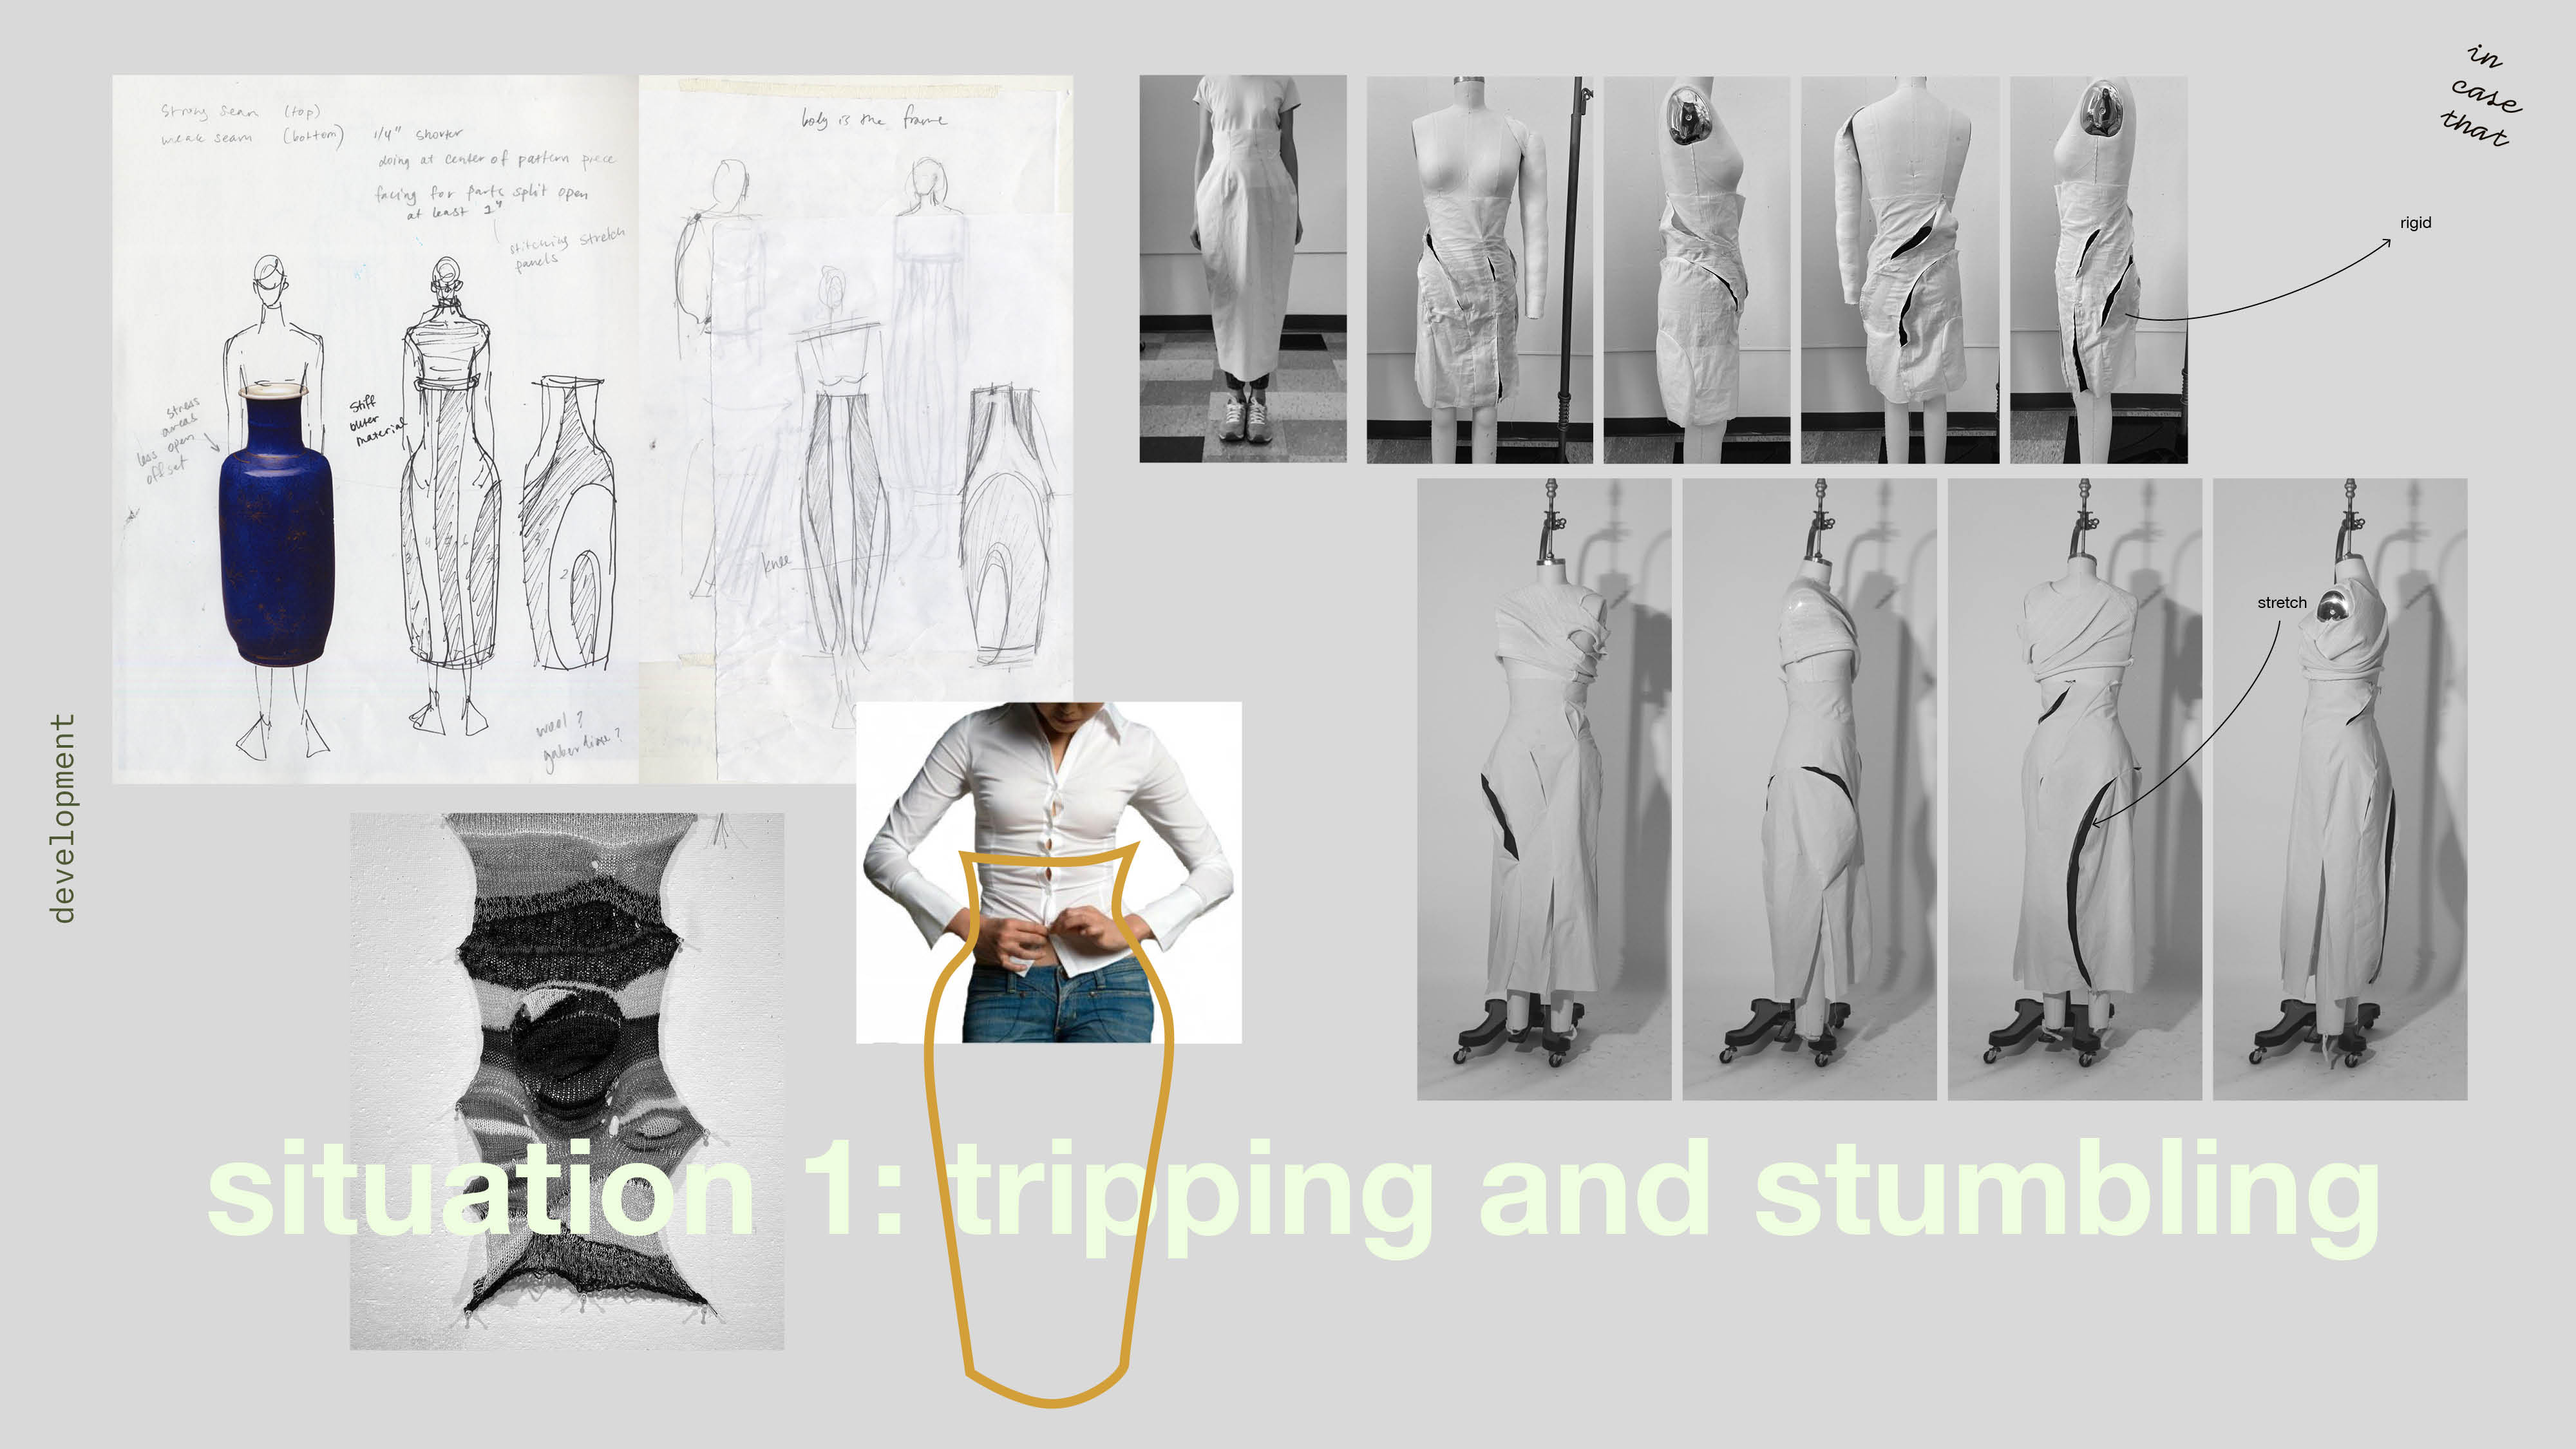 in
case
that
strong seam (top)
weak seam (bottom) 1/4" shorter
doing at center of pattern piece
facing for parts split open
at least 1"
stitching stretch
panels
body is the frame
stress
areas
less open
offset
stiff
outer
material
2
knee
wool ?
gaberdine ?
rigid
stretch
development
situation 1: tripping and stumbling